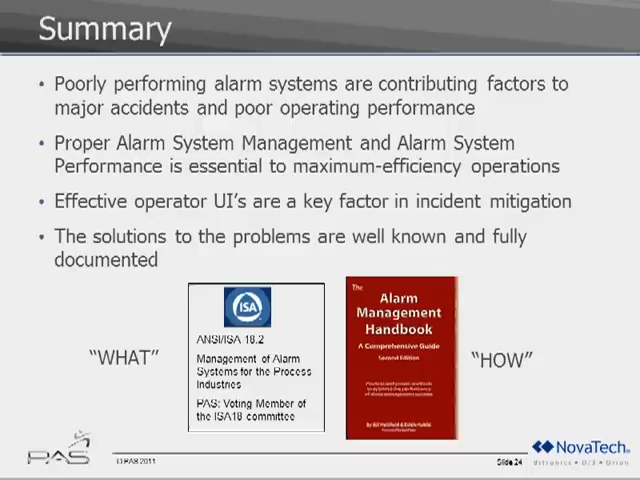 Summary
• Poorly performing alarm systems are contributing factors to
major accidents and poor operating performance
• Proper Alarm System Management and Alarm System
Performance is essential to maximum-efficiency operations
• Effective operator UI's are a key factor in incident mitigation
• The solutions to the problems are well known and fully
documented
"WHAT"
ISA
ANSI/ISA 18.2
Management of Alarm
Systems for the Process
Industries
PAS: Voting Member of
the ISA18 committee
The
Alarm
Management
Handbook
A Comprehensive Guide
Second Edition
"HOW"
PAS
© PAS 2011
Slide 24
NovaTech
Bitronics • D/3 • Orion